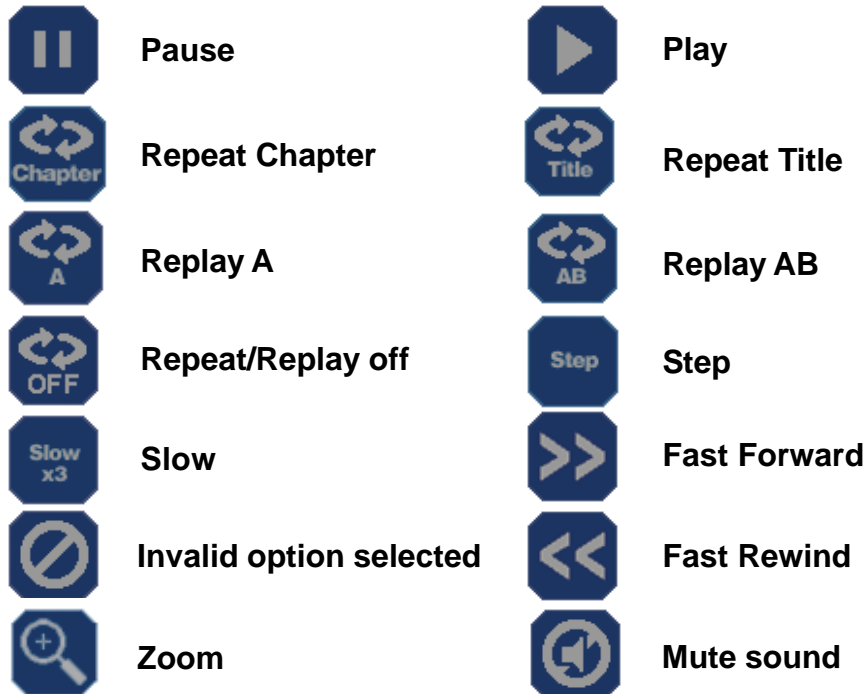 Pause
Play
Chapter
Repeat Chapter
Title
Repeat Title
A
Replay A
AB
Replay AB
OFF
Repeat/Replay off
Step
Step
Slow
x3
Slow
Fast Forward
Invalid option selected
Fast Rewind
Zoom
Mute sound